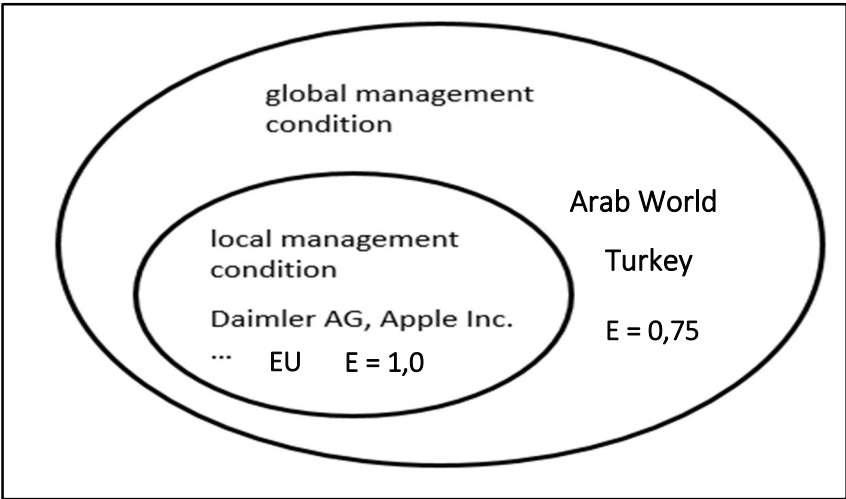 global management
condition
Arab World
Turkey
E = 0,75
local management
condition
Daimler AG, Apple Inc.
... EU E = 1,0